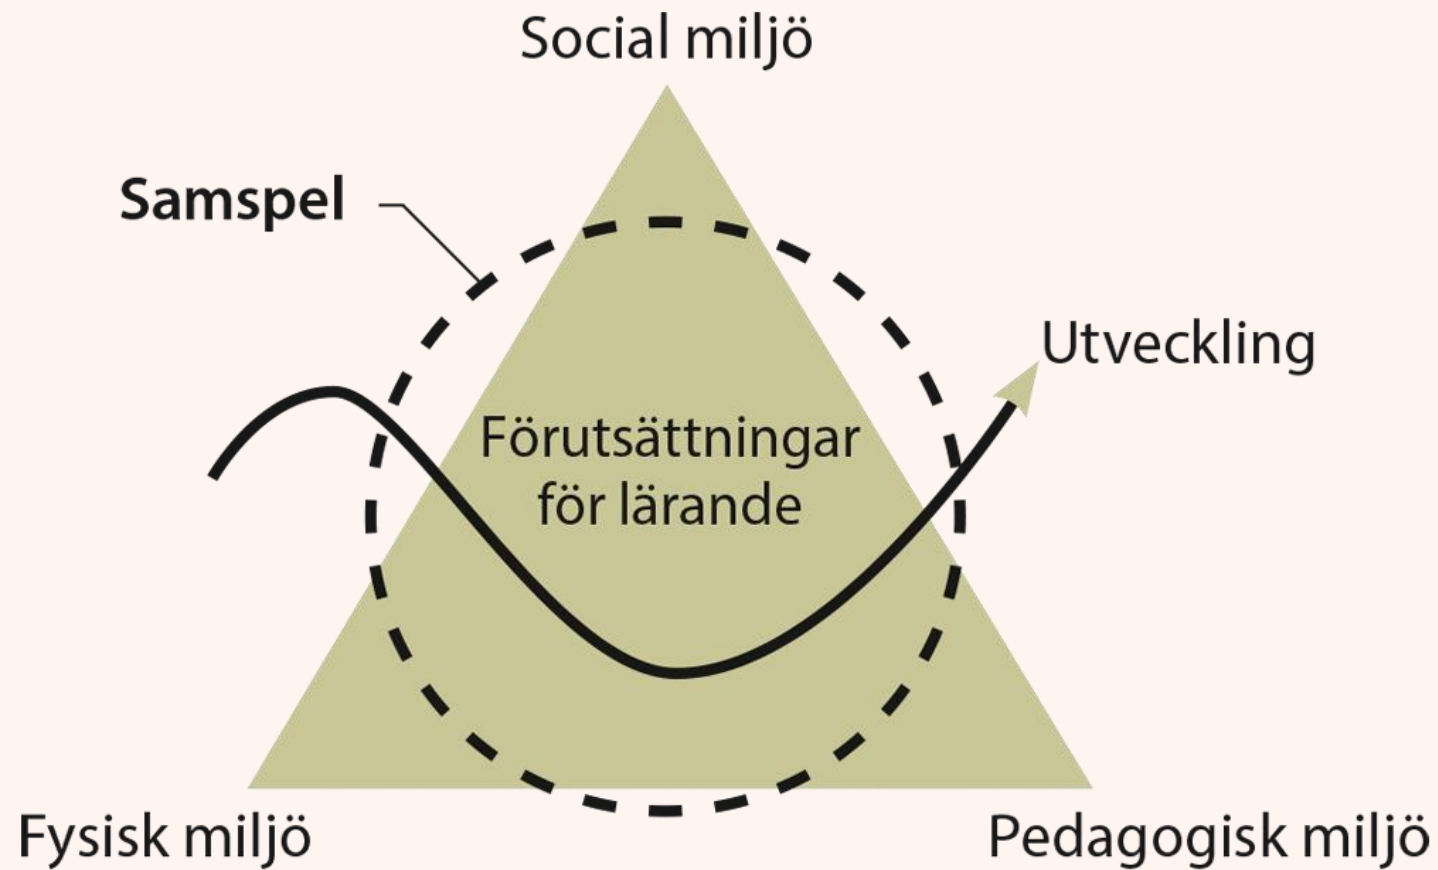 Social miljö
Samspel
Utveckling
Förutsättningar
för lärande
Fysisk miljö
Pedagogisk miljö